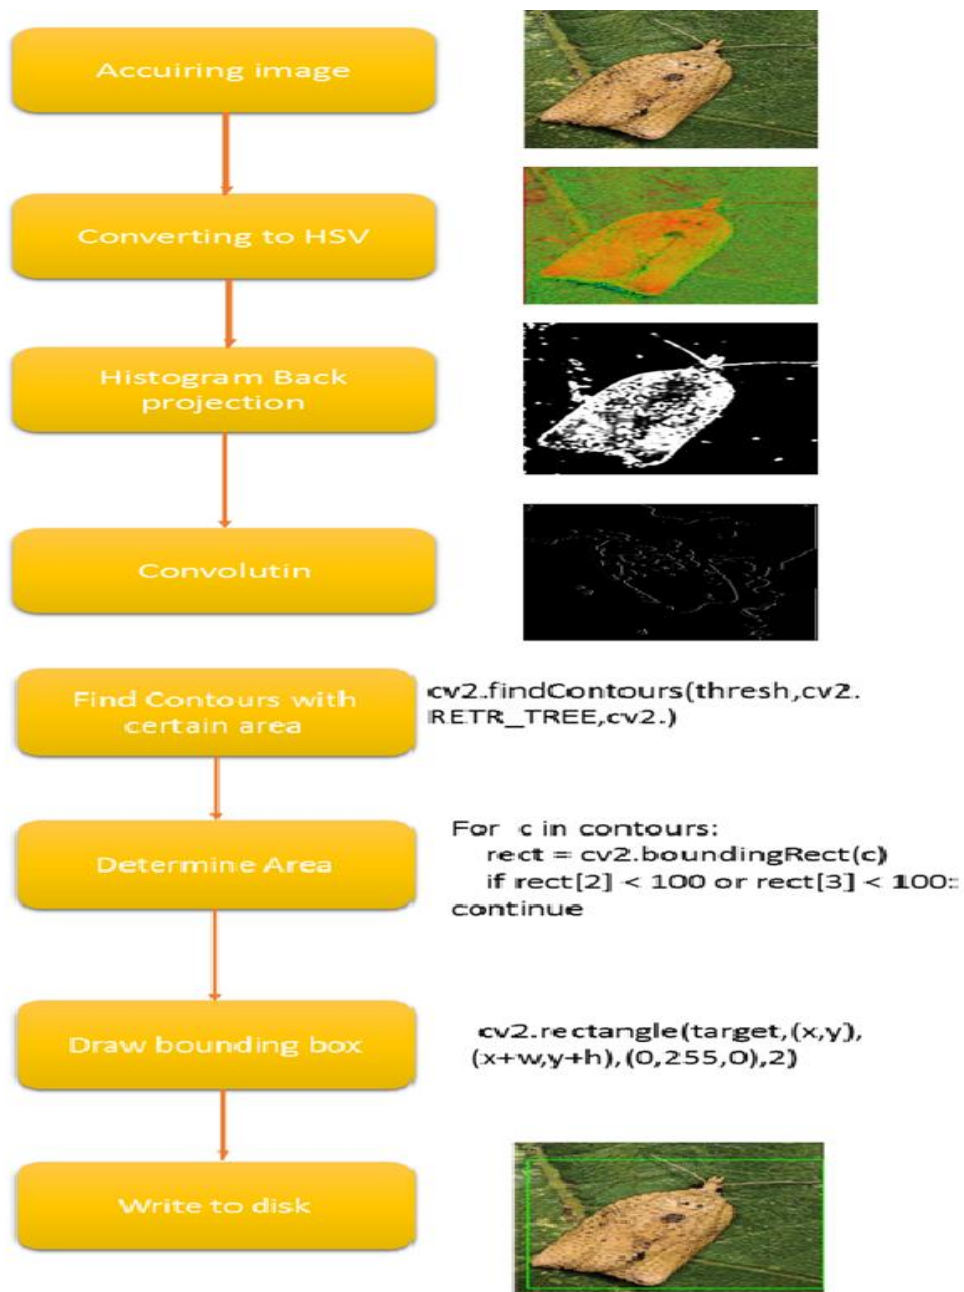 Accuiring image
Converting to HSV
Histogram Back
projection
Convolutin
Find Contours with
certain area
cv2.findContours(thresh,cv2.
RETR_TREE,cv2.)
Determine Area
For c in contours:
rect = cv2.boundingRect(c)
if rect[2] < 100 or rect[3] < 100:
continue
Draw bounding box
cv2.rectangle(target,(x,y),
(x+w,y+h),(0,255,0),2)
Write to disk